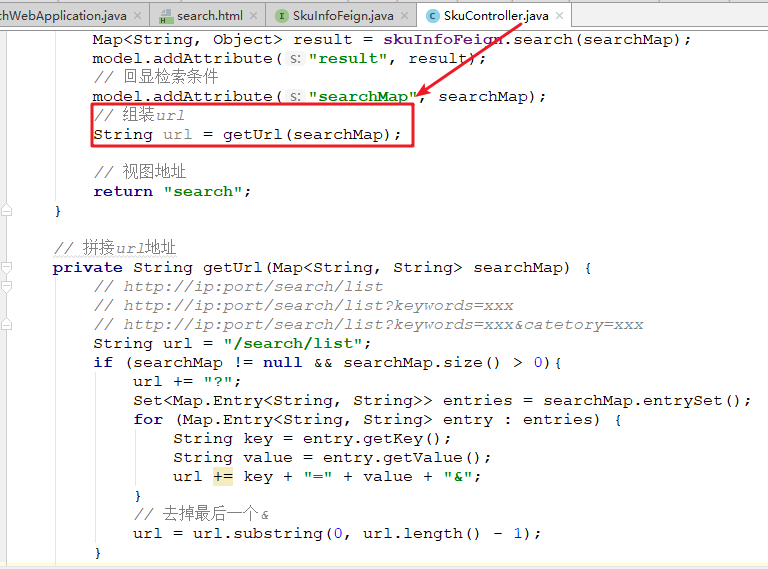 chWebApplication.java × search.html × SkuInfoFeign.java × SkuController.java ×
Map<String, Object> result = skuInfoFeign.search(searchMap);
model.addAttribute( s: "result", result);
// 回显检索条件
model.addAttribute( s: "searchMap", searchMap);
// 组装url
String url = getUrl(searchMap);
// 视图地址
return "search";
}
// 拼接url地址
private String getUrl(Map<String, String> searchMap) {
// http://ip:port/search/list
// http://ip:port/search/list?keywords=xxx
// http://ip:port/search/list?keywords=xxx&catetory=xxx
String url = "/search/list";
if (searchMap != null && searchMap.size() > 0){
url += "?";
Set<Map.Entry<String, String>> entries = searchMap.entrySet();
for (Map.Entry<String, String> entry : entries) {
String key = entry.getKey();
String value = entry.getValue();
url += key + "=" + value + "&";
}
// 去掉最后一个&
url = url.substring(0, url.length() - 1);
}